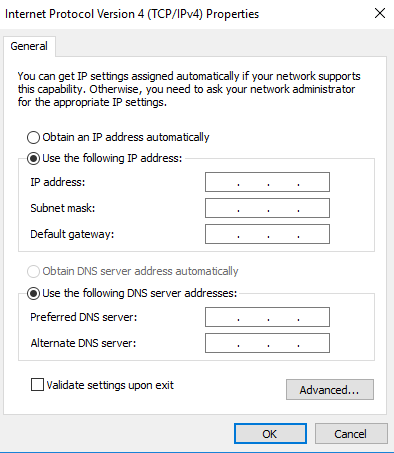 Internet Protocol Version 4 (TCP/IPv4) Properties
General
You can get IP settings assigned automatically if your network supports
this capability. Otherwise, you need to ask your network administrator
for the appropriate IP settings.
Obtain an IP address automatically
Use the following IP address:
IP address: . . .
Subnet mask: . . .
Default gateway: . . .
Obtain DNS server address automatically
Use the following DNS server addresses:
Preferred DNS server: . . .
Alternate DNS server: . . .
Validate settings upon exit
Advanced...
OK Cancel